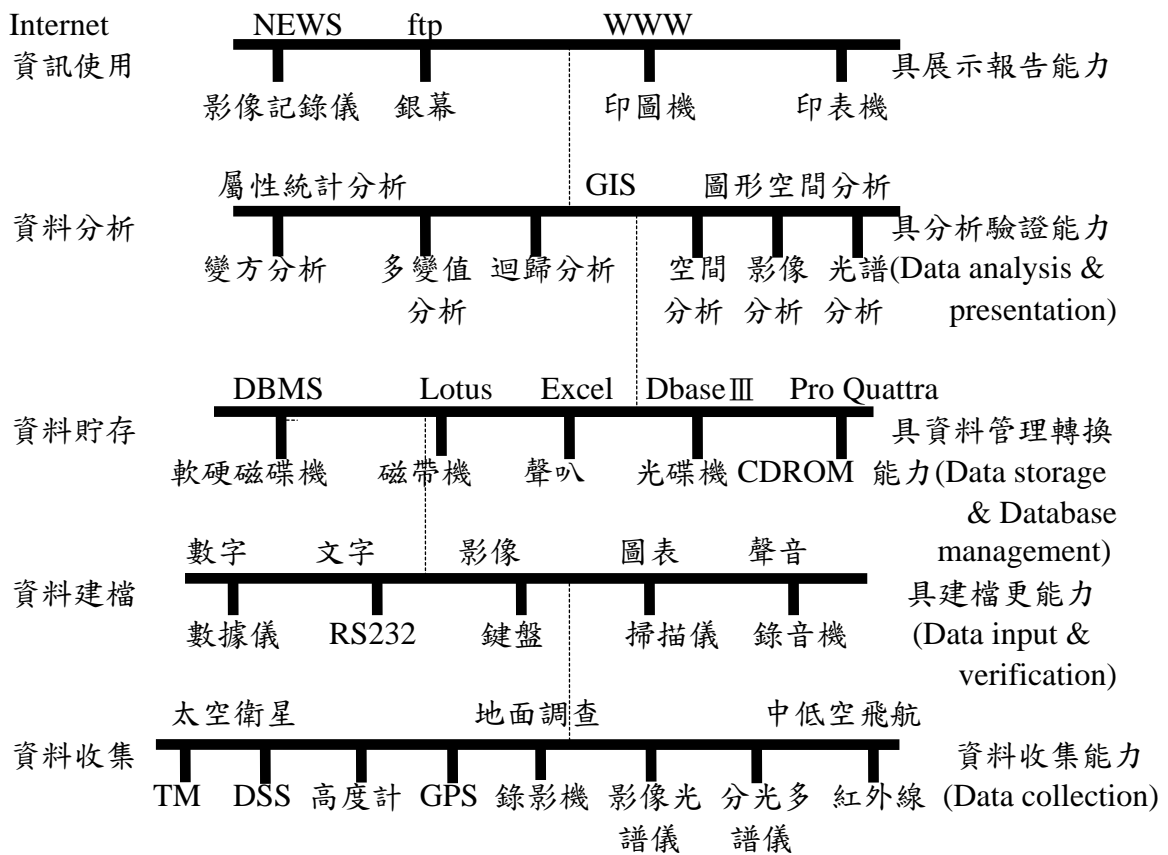 Internet NEWS ftp WWW
資訊使用 具展示報告能力
影像記錄儀 銀幕 印圖機 印表機
屬性統計分析 GIS 圖形空間分析
資料分析 具分析驗證能力
變方分析 多變值 迴歸分析 空間 影像 光譜(Data analysis &
分析 分析 分析 分析 presentation)
DBMS Lotus Excel DbaseⅢ Pro Quattra
資料貯存 具資料管理轉換
軟硬磁碟機 磁帶機 聲叭 光碟機 CDROM 能力(Data storage
& Database
數字 文字 影像 圖表 聲音 management)
資料建檔 具建檔更能力
數據儀 RS232 鍵盤 掃描儀 錄音機 (Data input &
verification)
太空衛星 地面調查 中低空飛航
資料收集 資料收集能力
TM DSS 高度計 GPS 錄影機 影像光 分光多 紅外線 (Data collection)
譜儀 譜儀